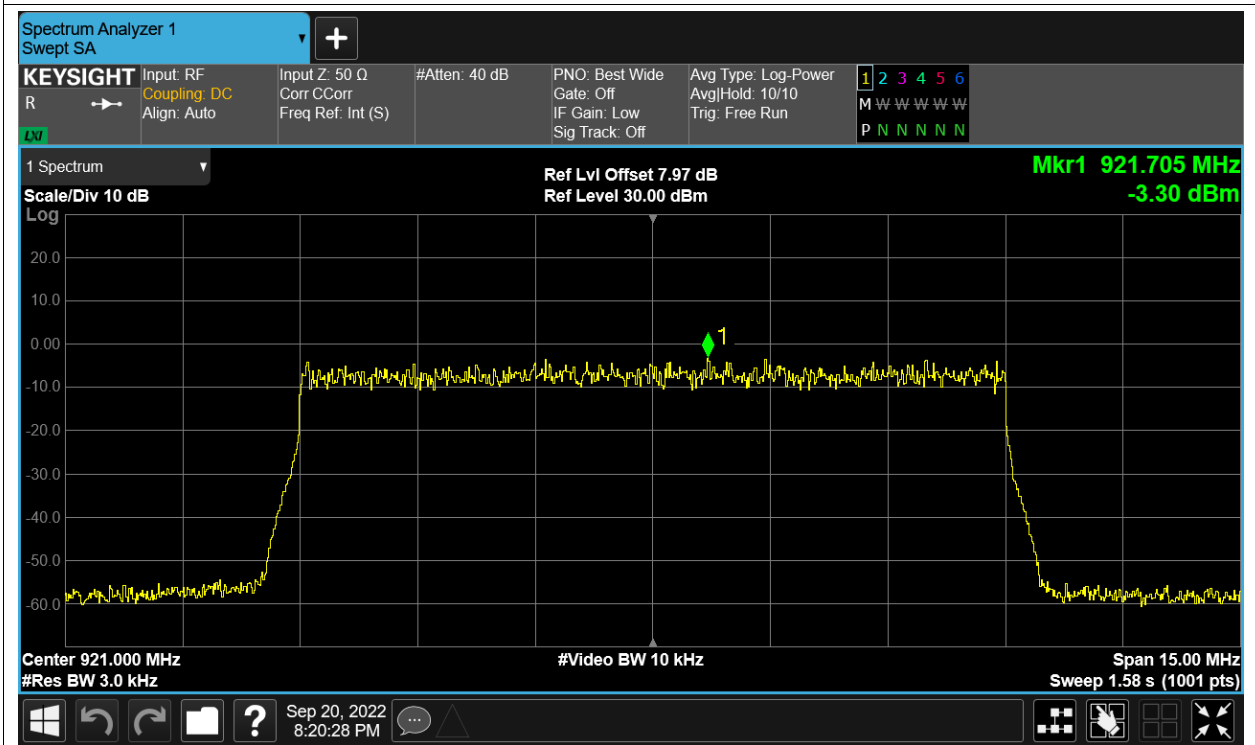 Spectrum Analyzer 1
Swept SA
KEYSIGHT
R
LXI
Input: RF
Coupling: DC
Align: Auto
Input Z: 50 Ω
Corr CCorr
Freq Ref: Int (S)
#Atten: 40 dB
PNO: Best Wide
Gate: Off
IF Gain: Low
Sig Track: Off
Avg Type: Log-Power
Avg|Hold: 10/10
Trig: Free Run
1 2 3 4 5 6
M W W W W W
P N N N N N
1 Spectrum
Scale/Div 10 dB
Log
Ref Lvl Offset 7.97 dB
Ref Level 30.00 dBm
Mkr1 921.705 MHz
-3.30 dBm
20.0
10.0
0.00
-10.0
-20.0
-30.0
-40.0
-50.0
-60.0
1
Center 921.000 MHz
#Res BW 3.0 kHz
#Video BW 10 kHz
Span 15.00 MHz
Sweep 1.58 s (1001 pts)
?
Sep 20, 2022
8:20:28 PM